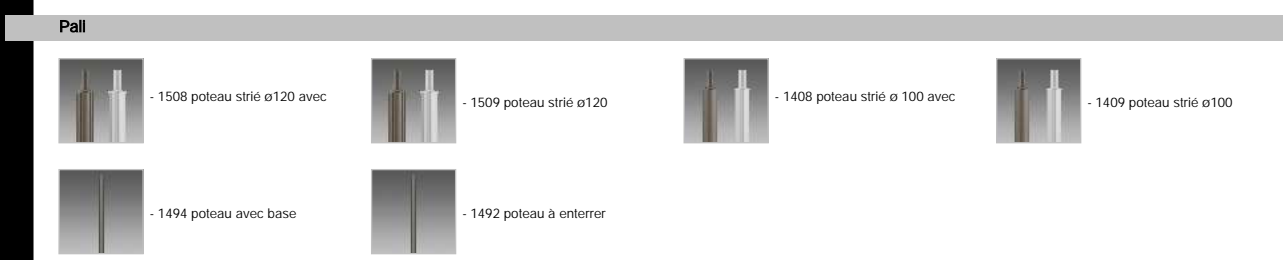 Pall
- 1508 poteau strié ø120 avec
- 1509 poteau strié ø120
- 1408 poteau strié ø 100 avec
- 1409 poteau strié ø100
- 1494 poteau avec base
- 1492 poteau à enterrer